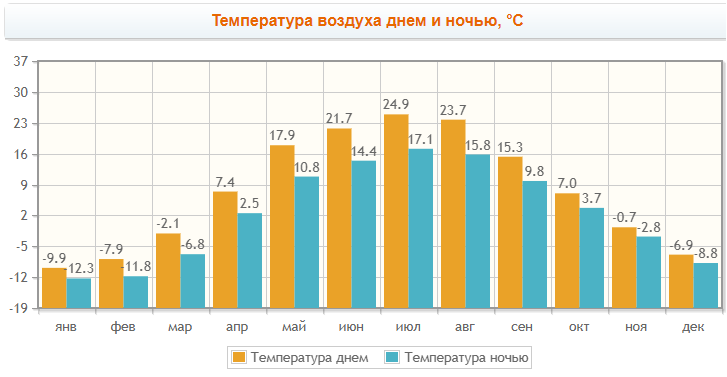 Температура воздуха днем и ночью, °C
37
30
23
16
9
2
-5
-12
-19
-9.9 -7.9 -2.1 7.4 17.9 21.7 24.9 23.7 15.3 7.0 -0.7 -6.9
-12.3 -11.8 -6.8 2.5 10.8 14.4 17.1 15.8 9.8 3.7 -2.8 -8.8
янв фев мар апр май июн июл авг сен окт ноя дек
Температура днем Температура ночью